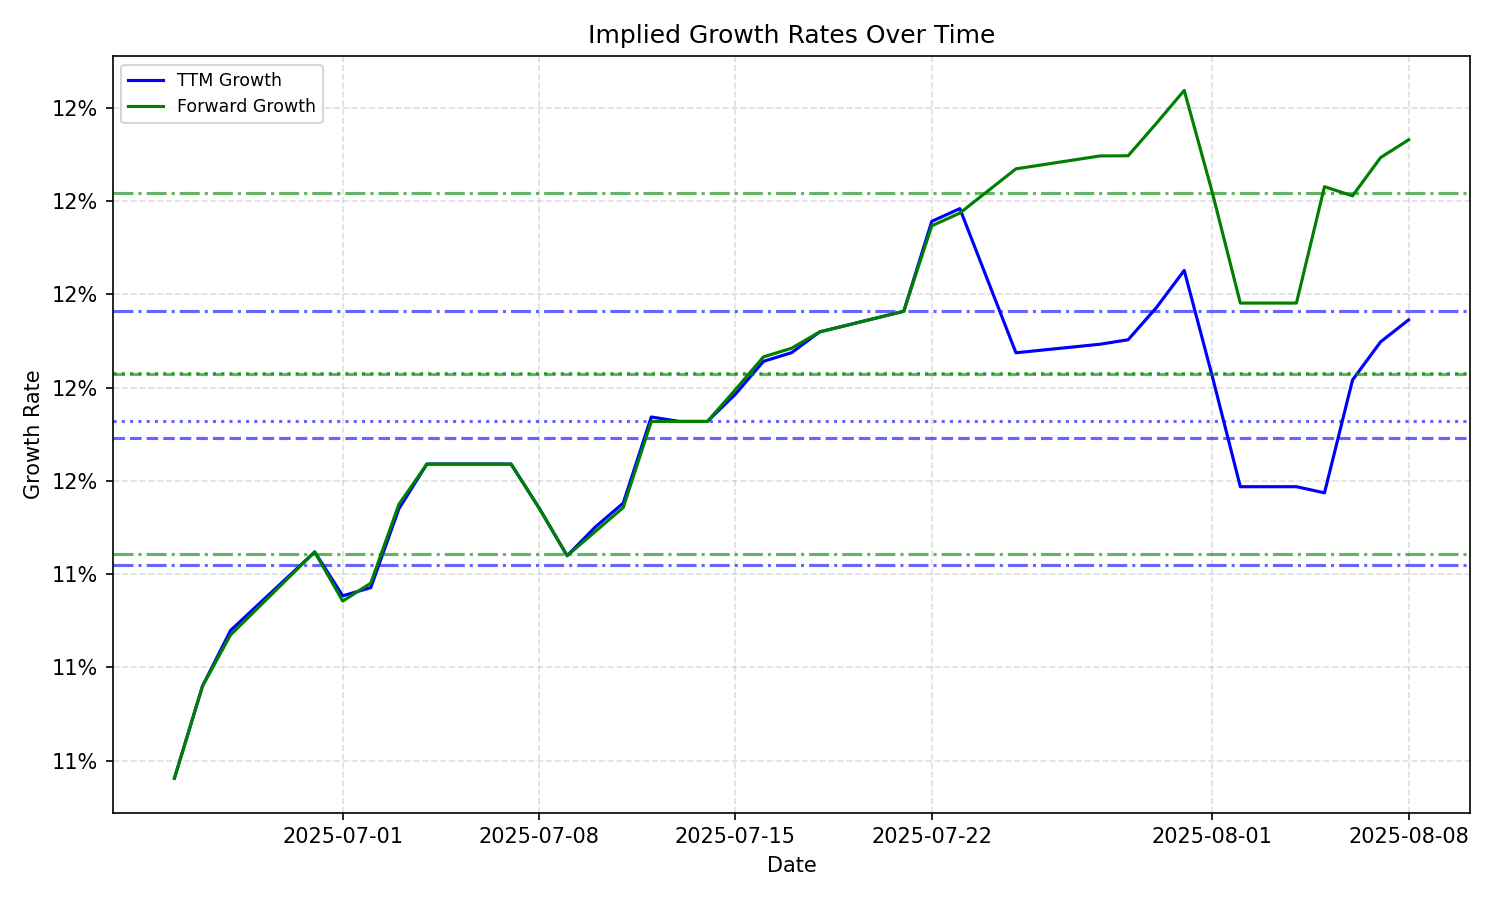 Implied Growth Rates Over Time
TTM Growth
Forward Growth
12%
12%
12%
12%
12%
11%
11%
11%
Growth Rate
2025-07-01
2025-07-08
2025-07-15
2025-07-22
2025-08-01
2025-08-08
Date